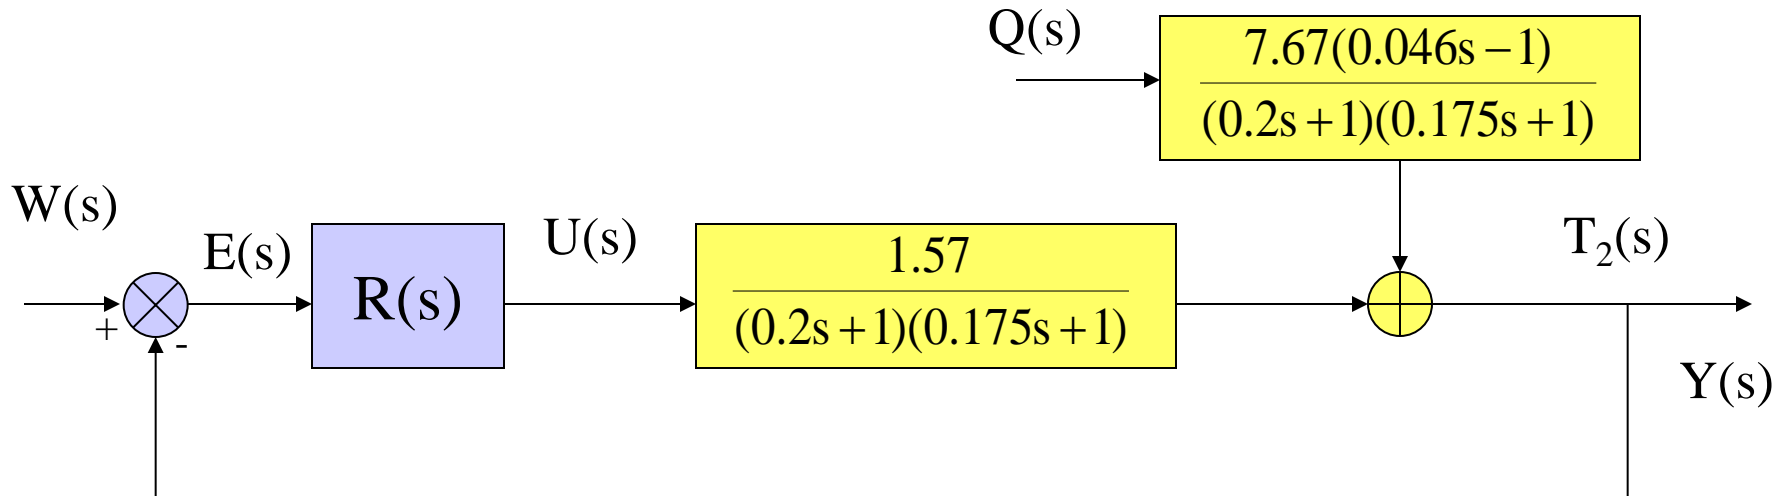 Q(s)
7.67(0.046s−1)
(0.2s+1)(0.175s+1)
W(s)
E(s)
R(s)
U(s)
1.57
(0.2s+1)(0.175s+1)
T₂(s)
+
-
Y(s)